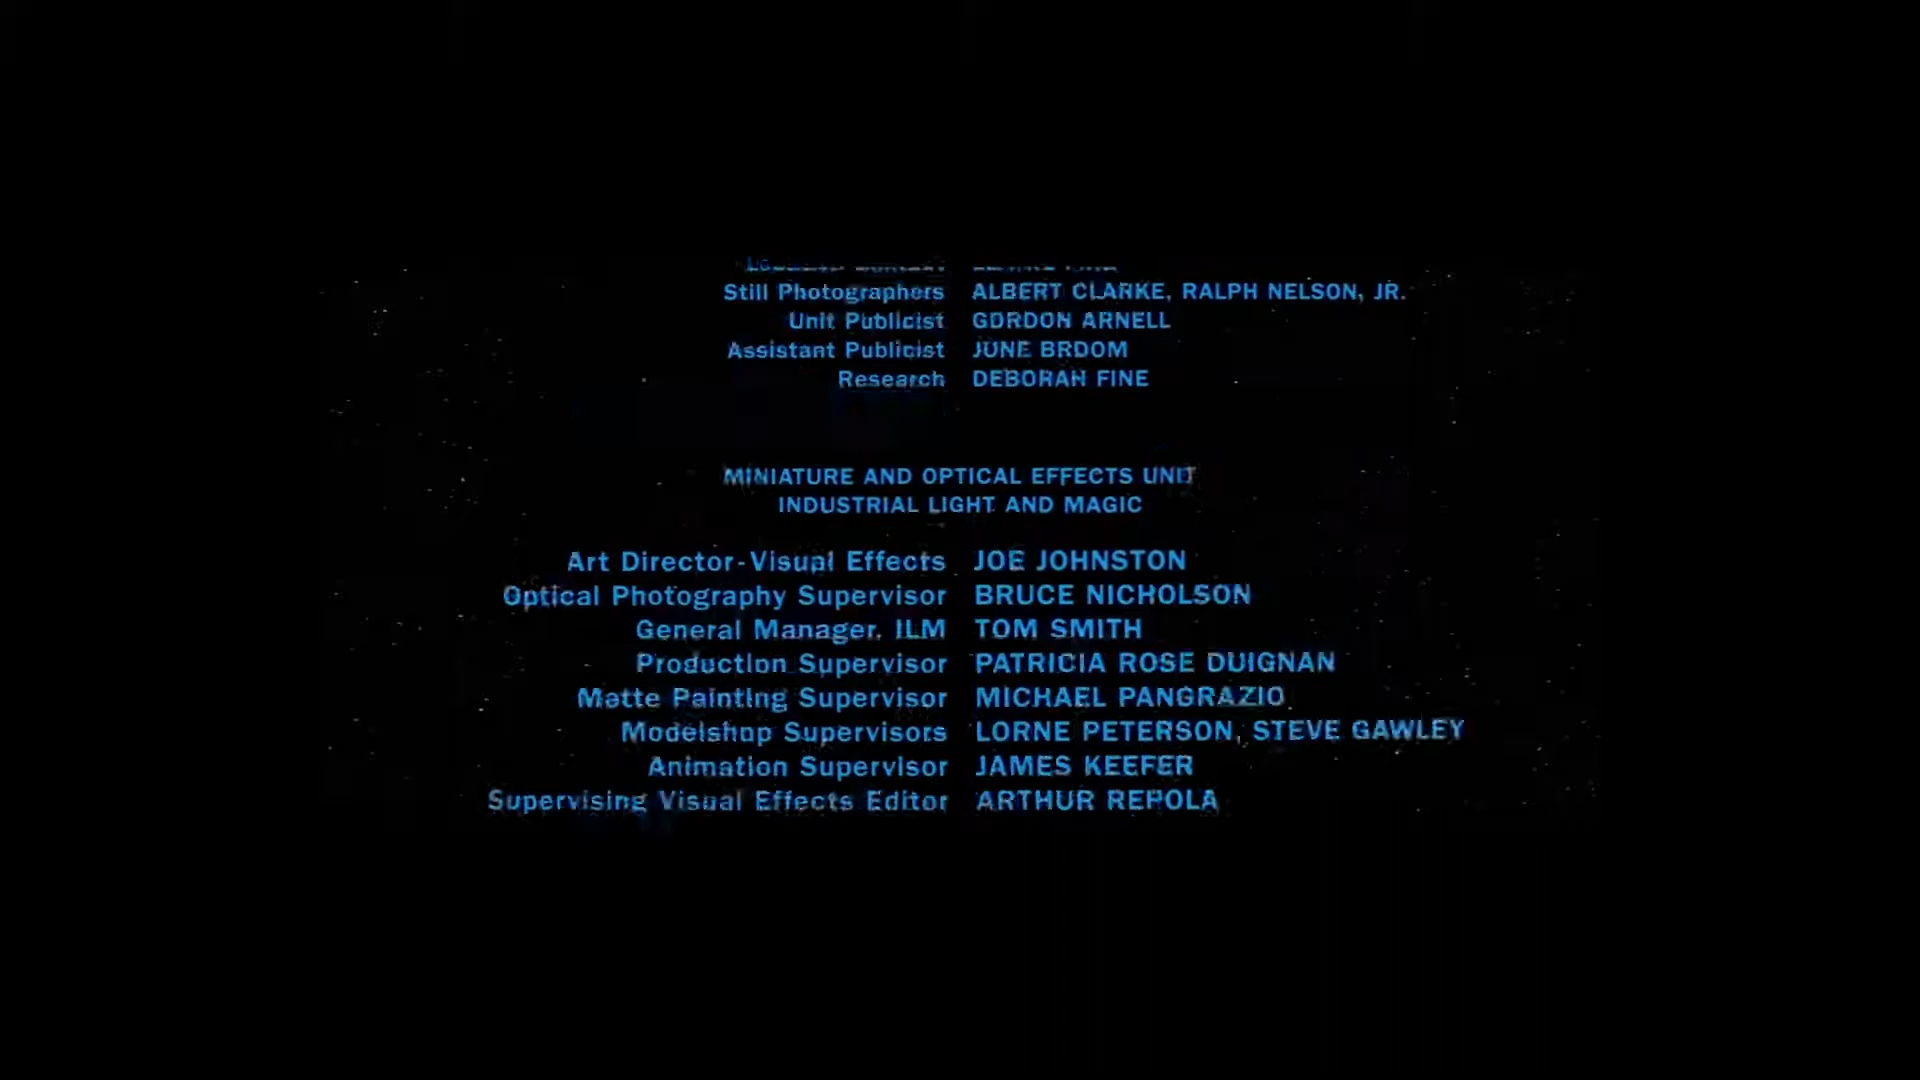 Still Photographers ALBERT CLARKE, RALPH NELSON, JR.
Unit Publicist GORDON ARNELL
Assistant Publicist JUNE BROOM
Research DEBORAH FINE
MINIATURE AND OPTICAL EFFECTS UNIT
INDUSTRIAL LIGHT AND MAGIC
Art Director-Visual Effects JOE JOHNSTON
Optical Photography Supervisor BRUCE NICHOLSON
General Manager, ILM TOM SMITH
Production Supervisor PATRICIA ROSE DUIGNAN
Matte Painting Supervisor MICHAEL PANGRAZIO
Modelshop Supervisors LORNE PETERSON, STEVE GAWLEY
Animation Supervisor JAMES KEEFER
Supervising Visual Effects Editor ARTHUR REPOLA